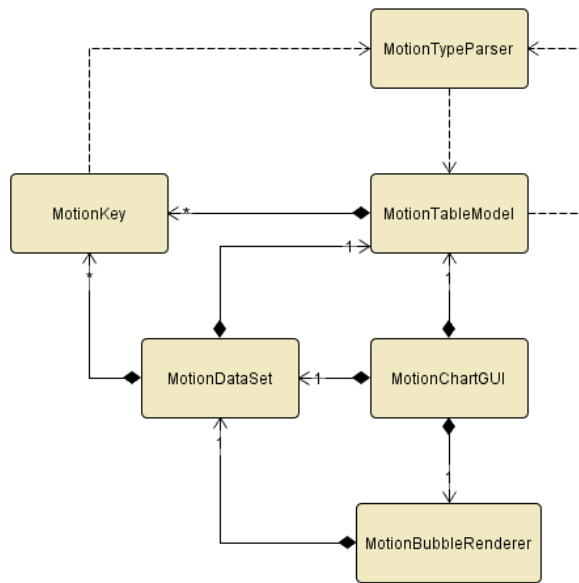 MotionTypeParser
MotionKey
*
MotionTableModel
1
*
1
MotionDataSet
1
MotionChartGUI
1
1
MotionBubbleRenderer